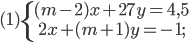 (1) { (m−2)x+27y=4,5
2x+(m+1)y=−1;